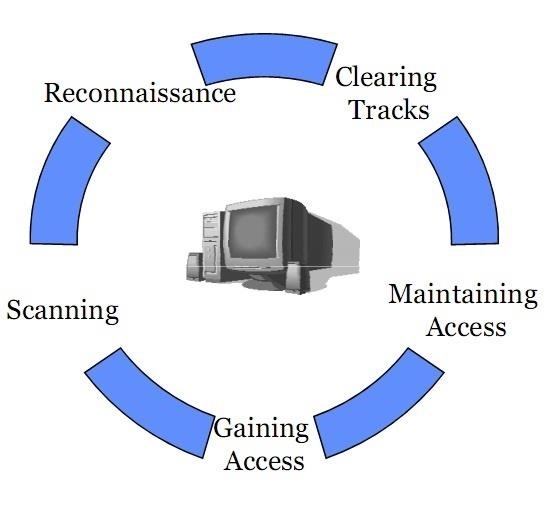 Reconnaissance
Clearing
Tracks
Scanning
Maintaining
Access
Gaining
Access